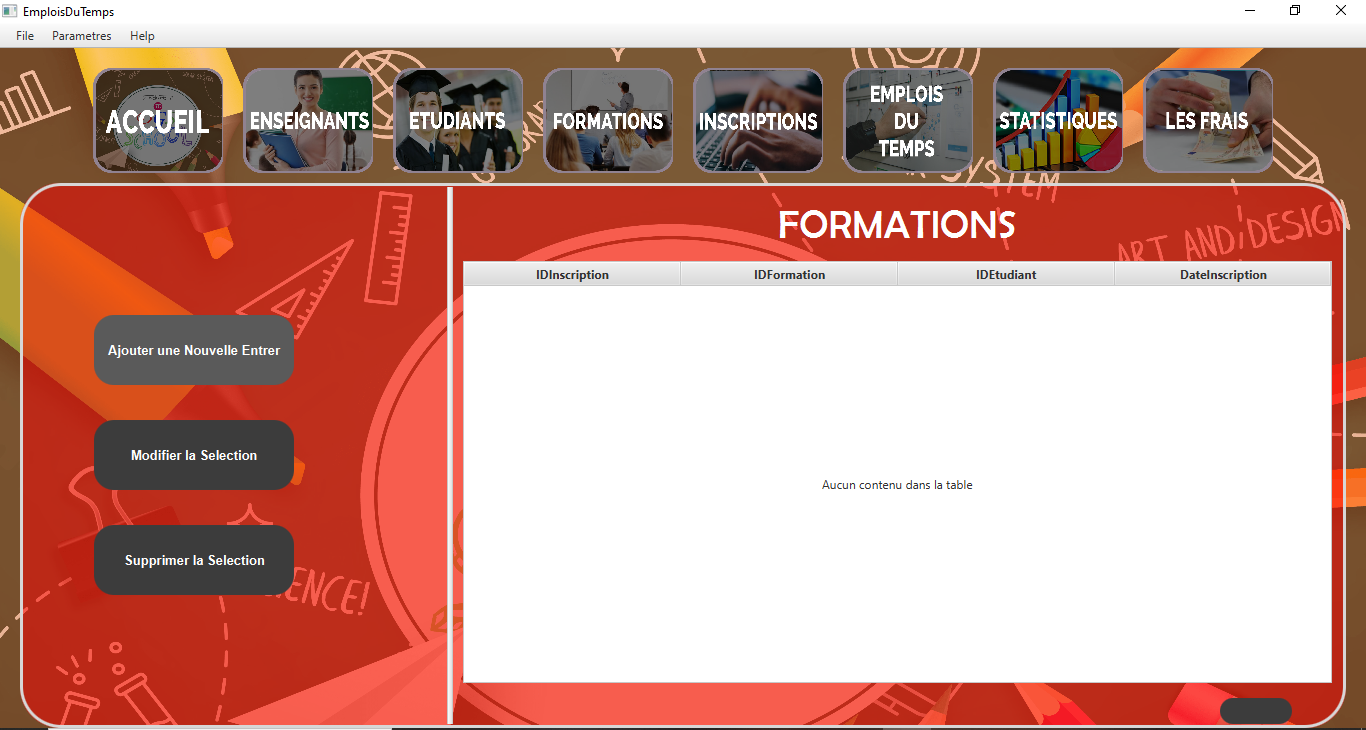 EmploisDuTemps
File Parametres Help
ACCUEIL ENSEIGNANTS ETUDIANTS FORMATIONS INSCRIPTIONS EMPLOIS DU TEMPS STATISTIQUES LES FRAIS
SYSTEM
ART AND DESIGN
FORMATIONS
IDInscription IDFormation IDEtudiant DateInscription
Ajouter une Nouvelle Entrer
Modifier la Selection
Aucun contenu dans la table
Supprimer la Selection
ENCE!